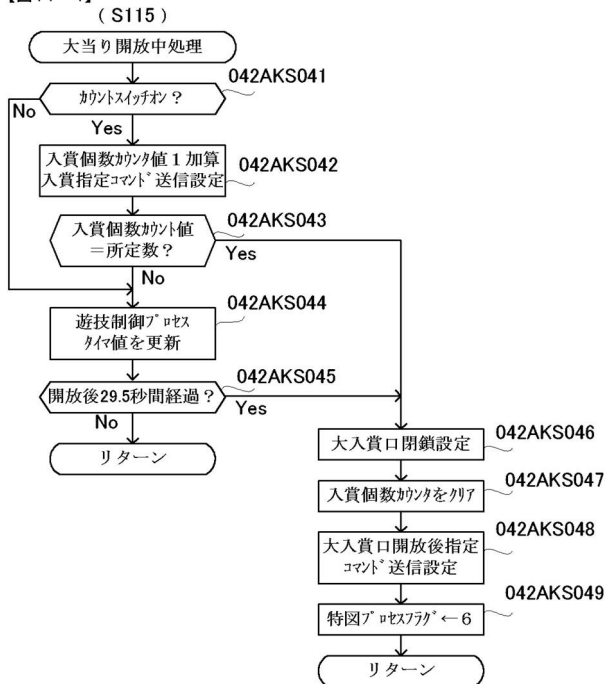 (S115)
大当り開放中処理
カウントスイッチオン?
042AKS041
No
Yes
入賞個数カウンタ値1加算
入賞指定コマンド送信設定
042AKS042
入賞個数カウント値
=所定数?
042AKS043
Yes
No
遊技制御プロセス
タイマ値を更新
042AKS044
開放後29.5秒間経過?
042AKS045
Yes
No
リターン
大入賞口閉鎖設定
042AKS046
入賞個数カウンタをクリア
042AKS047
大入賞口開放後指定
コマンド送信設定
042AKS048
特図プロセスフラグ←6
042AKS049
リターン